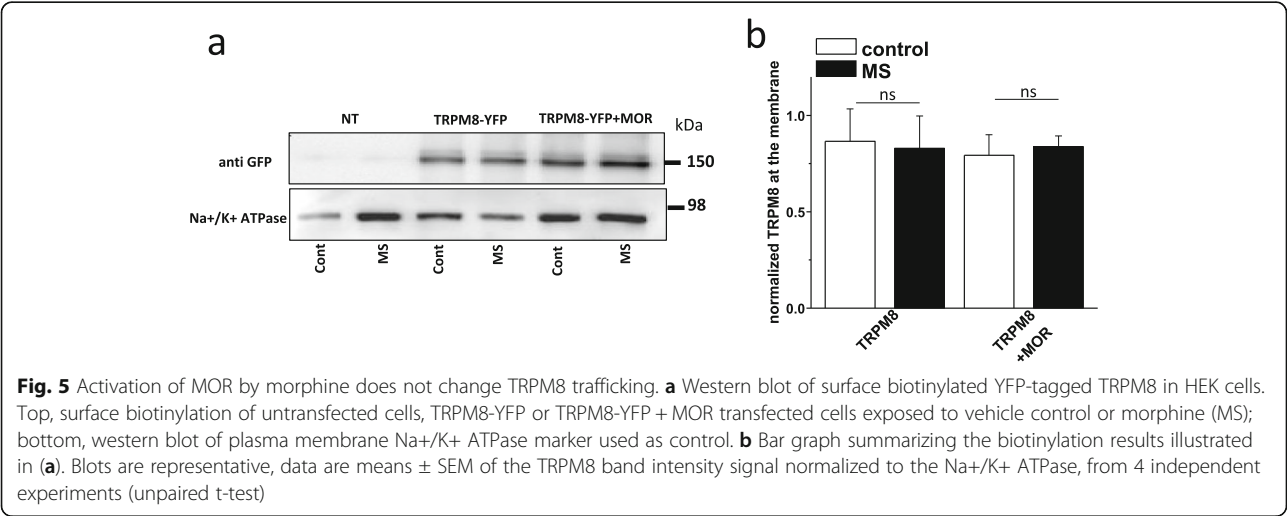 a
NT TRPM8-YFP TRPM8-YFP+MOR kDa
anti GFP
150
Na+/K+ ATPase
98
Cont MS Cont MS Cont MS
b
control
MS
normalized TRPM8 at the membrane
ns ns
1.0
0.5
0.0
TRPM8
TRPM8
+MOR
Fig. 5 Activation of MOR by morphine does not change TRPM8 trafficking. a Western blot of surface biotinylated YFP-tagged TRPM8 in HEK cells.
Top, surface biotinylation of untransfected cells, TRPM8-YFP or TRPM8-YFP + MOR transfected cells exposed to vehicle control or morphine (MS);
bottom, western blot of plasma membrane Na+/K+ ATPase marker used as control. b Bar graph summarizing the biotinylation results illustrated
in (a). Blots are representative, data are means ± SEM of the TRPM8 band intensity signal normalized to the Na+/K+ ATPase, from 4 independent
experiments (unpaired t-test)